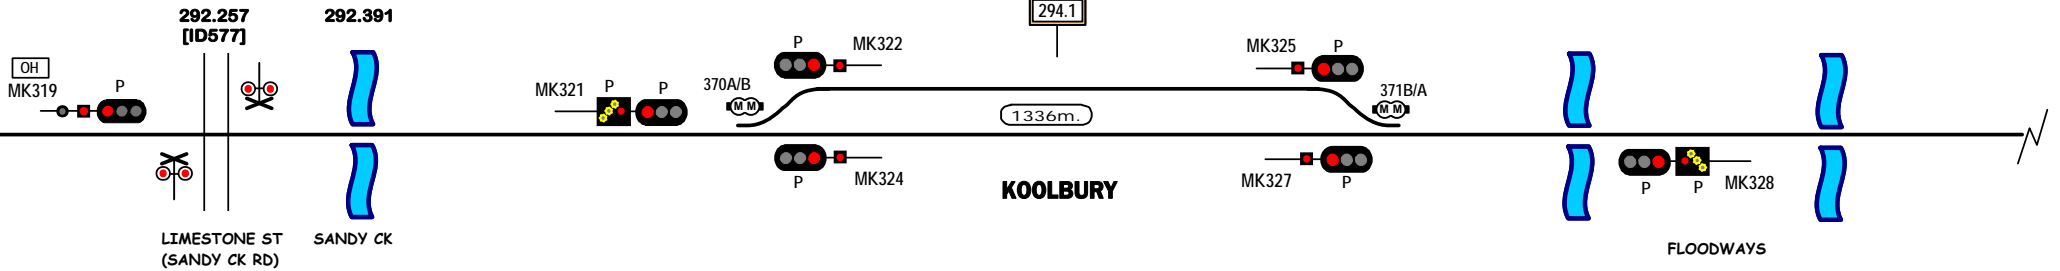 292.257
[ID577]
292.391
294.1
OH
MK319
P
MK321
P
P
370A/B
M M
P
MK322
1336m.
MK325
P
371B/A
M M
P
MK324
KOOLBURY
MK327
P
P
P
MK328
LIMESTONE ST
(SANDY CK RD)
SANDY CK
FLOODWAYS